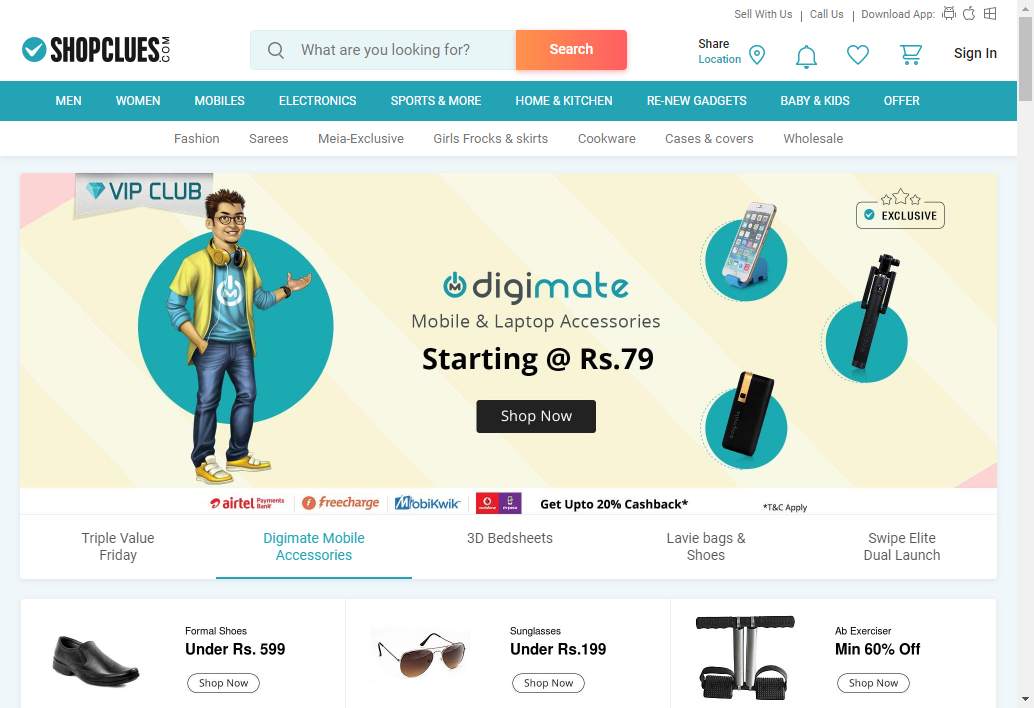 Sell With Us | Call Us | Download App:
SHOPCLUES.COM
What are you looking for?
Search
Share
Location
Sign In
MEN WOMEN MOBILES ELECTRONICS SPORTS & MORE HOME & KITCHEN RE-NEW GADGETS BABY & KIDS OFFER
Fashion Sarees Meia-Exclusive Girls Frocks & skirts Cookware Cases & covers Wholesale
VIP CLUB
EXCLUSIVE
digimate
Mobile & Laptop Accessories
Starting @ Rs.79
Shop Now
digimate
airtel Payments Bank freecharge MobiKwik vodafone m-pesa Get Upto 20% Cashback* *T&C Apply
Triple Value
Friday
Digimate Mobile
Accessories
3D Bedsheets
Lavie bags &
Shoes
Swipe Elite
Dual Launch
Formal Shoes
Under Rs. 599
Shop Now
Sunglasses
Under Rs.199
Shop Now
Ab Exerciser
Min 60% Off
Shop Now